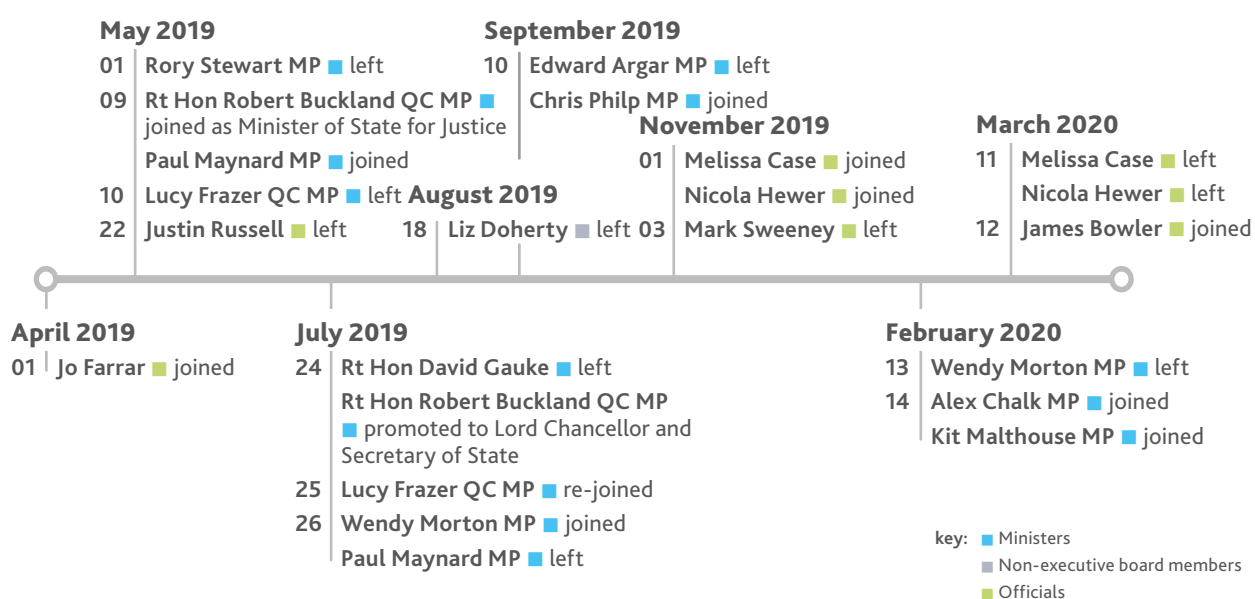 May 2019
01 Rory Stewart MP left
09 Rt Hon Robert Buckland QC MP
joined as Minister of State for Justice
Paul Maynard MP joined
10 Lucy Frazer QC MP left
22 Justin Russell left
August 2019
18 Liz Doherty left
September 2019
10 Edward Argar MP left
Chris Philp MP joined
November 2019
01 Melissa Case joined
Nicola Hewer joined
03 Mark Sweeney left
March 2020
11 Melissa Case left
Nicola Hewer left
12 James Bowler joined
April 2019
01 Jo Farrar joined
July 2019
24 Rt Hon David Gauke left
Rt Hon Robert Buckland QC MP
promoted to Lord Chancellor and
Secretary of State
25 Lucy Frazer QC MP re-joined
26 Wendy Morton MP joined
Paul Maynard MP left
February 2020
13 Wendy Morton MP left
14 Alex Chalk MP joined
Kit Malthouse MP joined
key: Ministers
Non-executive board members
Officials